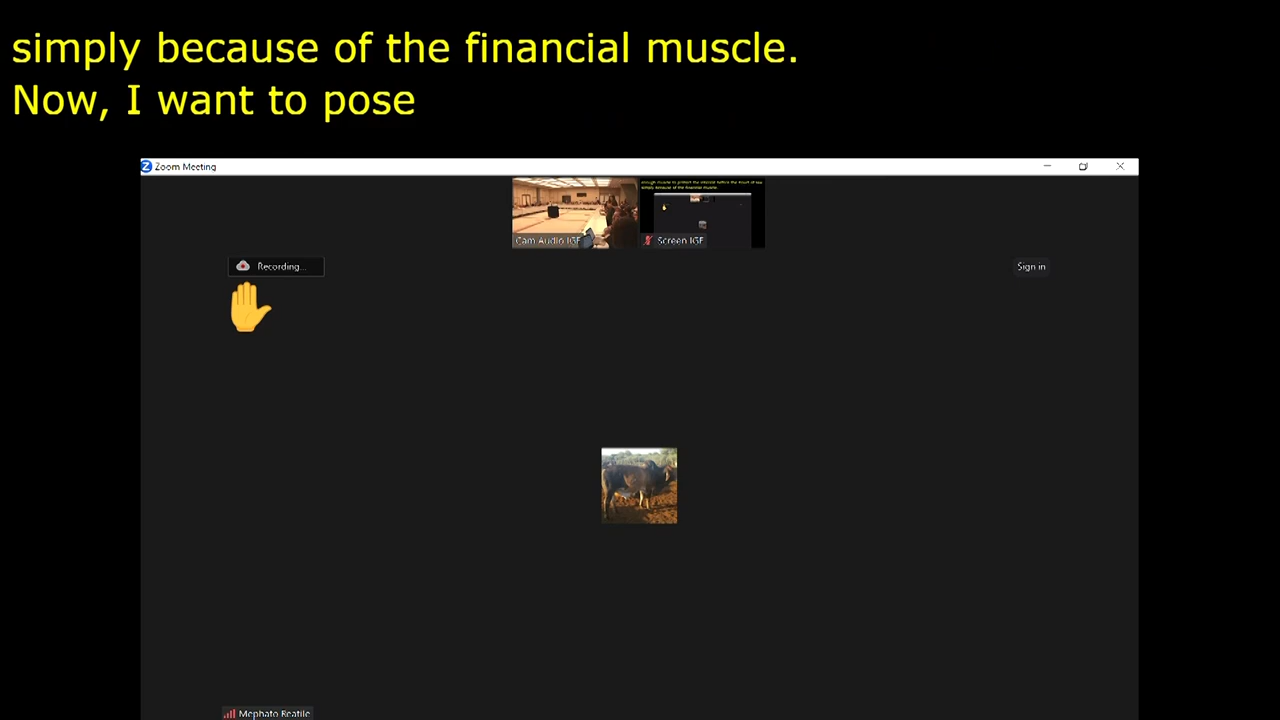 simply because of the financial muscle.
Now, I want to pose
Zoom Meeting
Cam Audio IGF
Screen IGF
Recording...
Sign in
Mephato Reatile